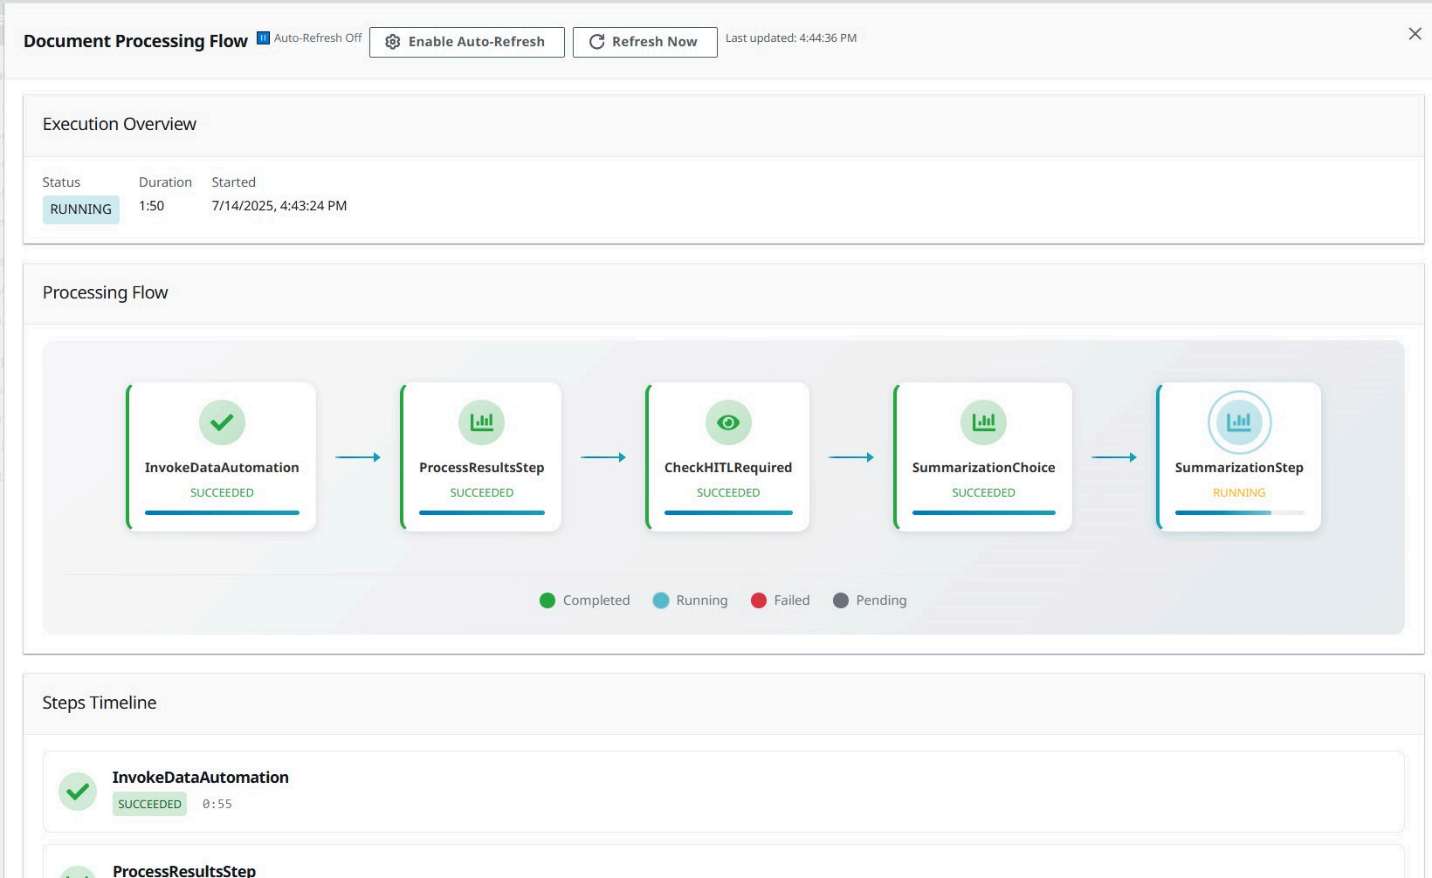 Document Processing Flow
Auto-Refresh Off
Enable Auto-Refresh
Refresh Now
Last updated: 4:44:36 PM
Execution Overview
Status
Duration
Started
RUNNING
1:50
7/14/2025, 4:43:24 PM
Processing Flow
InvokeDataAutomation
SUCCEEDED
ProcessResultsStep
SUCCEEDED
CheckHITLRequired
SUCCEEDED
SummarizationChoice
SUCCEEDED
SummarizationStep
RUNNING
Completed
Running
Failed
Pending
Steps Timeline
InvokeDataAutomation
SUCCEEDED 0:55
ProcessResultsStep